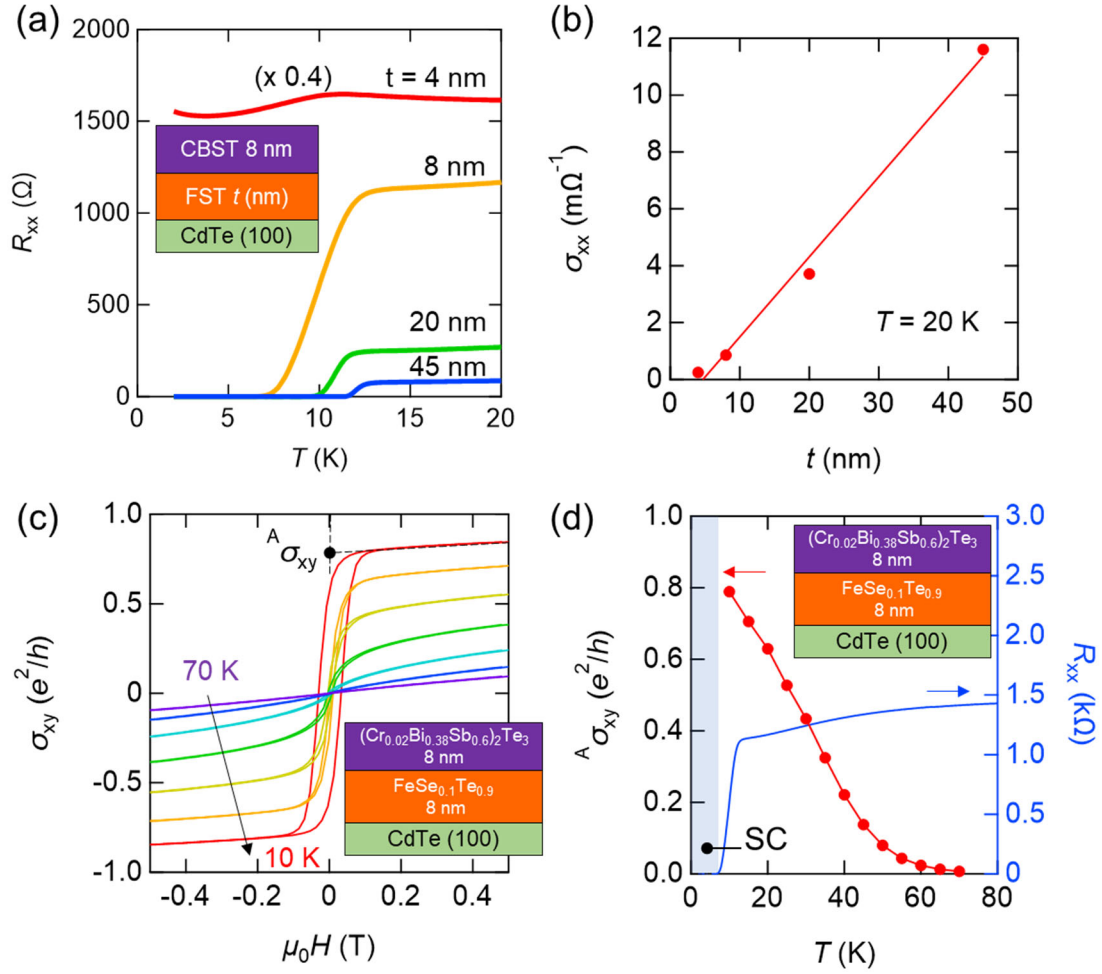 (a)
2000
1500
1000
500
0
R_xx (Ω)
(x 0.4)
t = 4 nm
8 nm
20 nm
45 nm
CBST 8 nm
FST t (nm)
CdTe (100)
0
5
10
15
20
T (K)
(b)
12
10
8
6
4
2
0
σ_xx (mΩ⁻¹)
T = 20 K
0
10
20
30
40
50
t (nm)
(c)
1.0
0.5
0
-0.5
-1.0
σ_xy (e²/h)
ᴬσ_xy
70 K
10 K
(Cr₀.₀₂Bi₀.₃₈Sb₀.₆)₂Te₃
8 nm
FeSe₀.₁Te₀.₉
8 nm
CdTe (100)
-0.4
-0.2
0
0.2
0.4
μ₀H (T)
(d)
1.0
0.8
0.6
0.4
0.2
0.0
ᴬσ_xy (e²/h)
SC
(Cr₀.₀₂Bi₀.₃₈Sb₀.₆)₂Te₃
8 nm
FeSe₀.₁Te₀.₉
8 nm
CdTe (100)
3.0
2.5
2.0
1.5
1.0
0.5
0
R_xx (kΩ)
0
20
40
60
80
T (K)